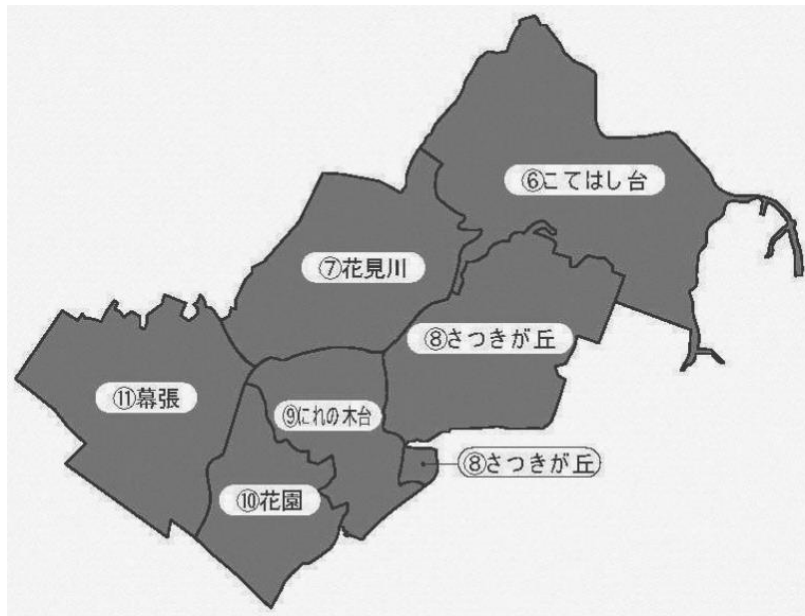 ⑥こてはし台
⑦花見川
⑧さつきが丘
⑪幕張
⑨にれの木台
⑧さつきが丘
⑩花園